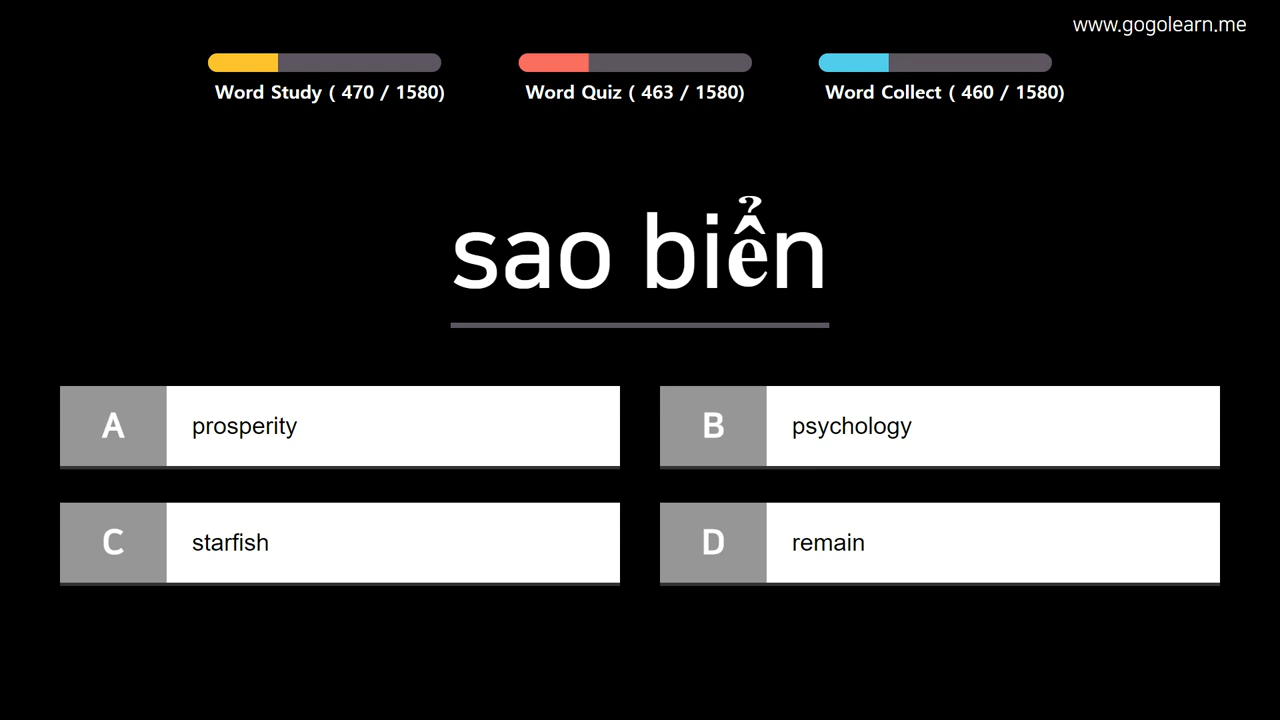 www.gogolearn.me
Word Study ( 470 / 1580)
Word Quiz ( 463 / 1580)
Word Collect ( 460 / 1580)
sao biển
A prosperity
B psychology
C starfish
D remain